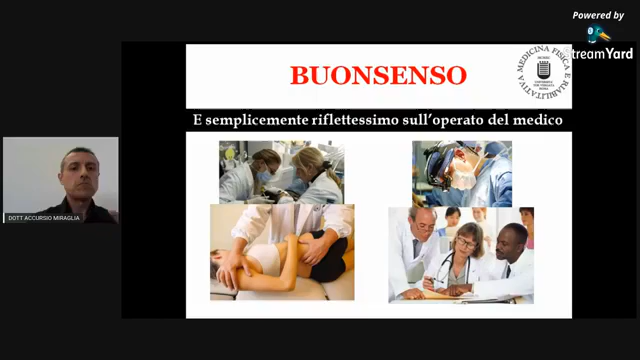 Powered by
StreamYard
BUONSENSO
MEDICINA FISICA E RIABILITATIVA
E semplicemente riflettessimo sull'operato del medico
DOTT ACCURSIO MIRAGLIA